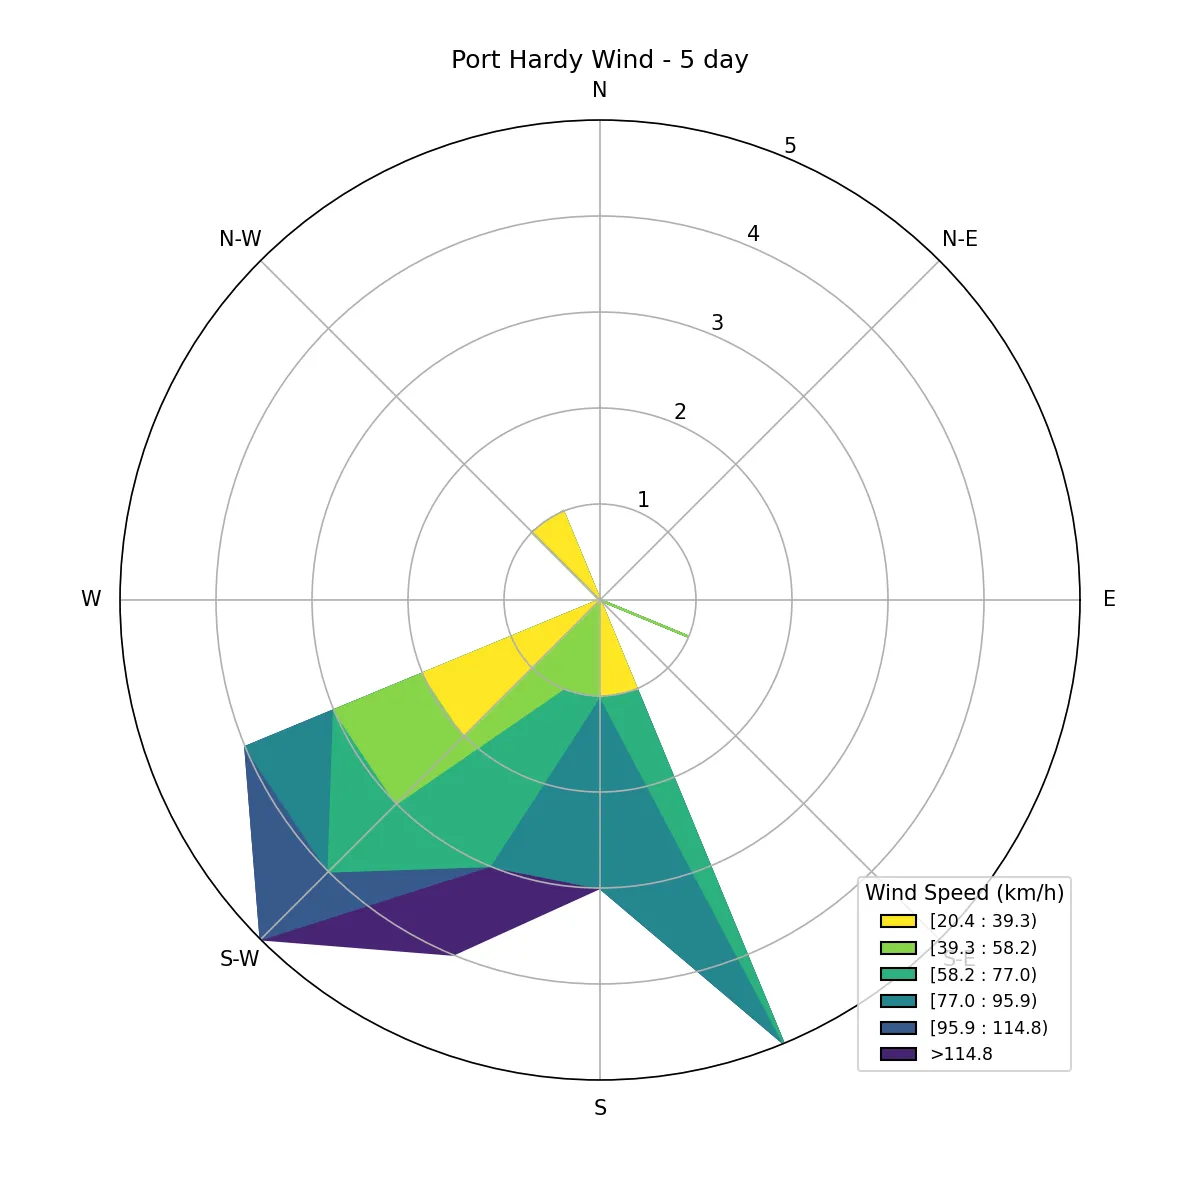 Port Hardy Wind - 5 day
N
5
N-W
N-E
4
3
2
1
W
E
Wind Speed (km/h)
[20.4 : 39.3)
[39.3 : 58.2)
S-W
S-E
[58.2 : 77.0)
[77.0 : 95.9)
[95.9 : 114.8)
>114.8
S